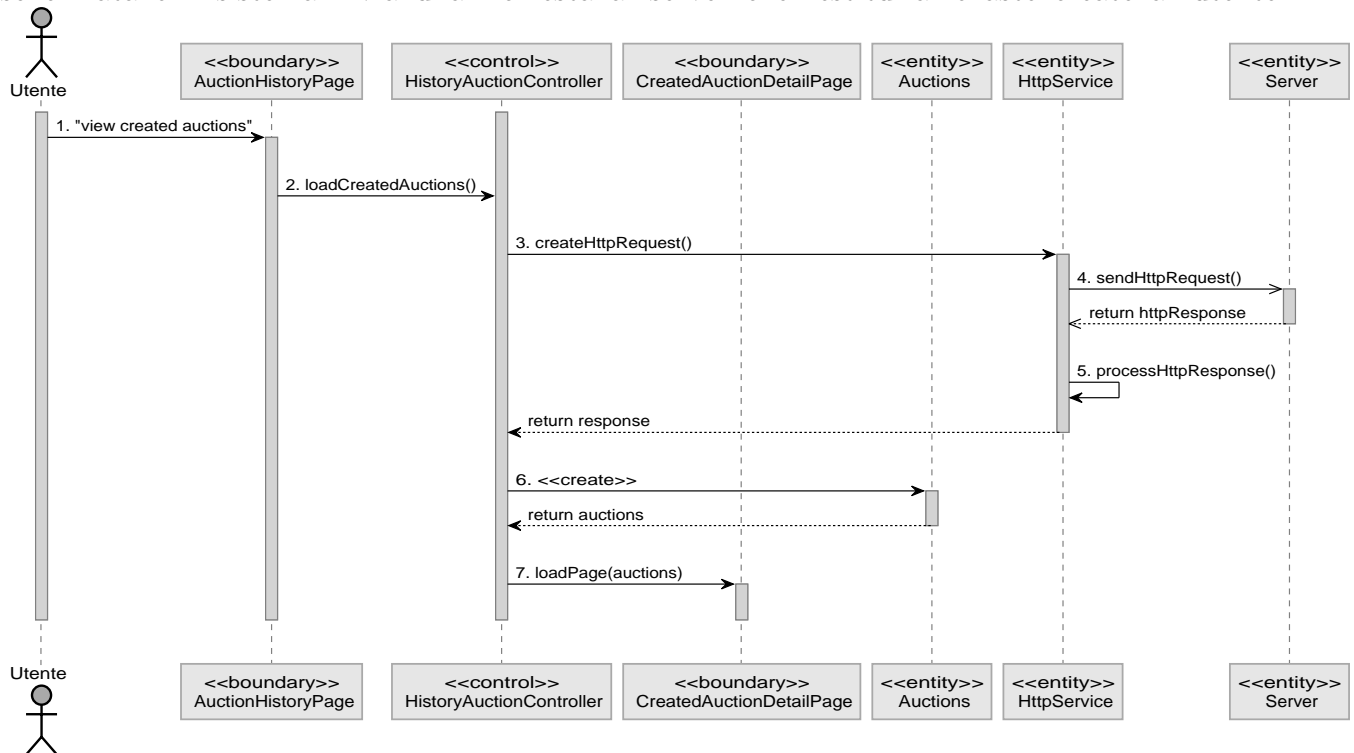 Utente
<<boundary>>
AuctionHistoryPage
<<control>>
HistoryAuctionController
<<boundary>>
CreatedAuctionDetailPage
<<entity>>
Auctions
<<entity>>
HttpService
<<entity>>
Server
1. "view created auctions"
2. loadCreatedAuctions()
3. createHttpRequest()
4. sendHttpRequest()
return httpResponse
5. processHttpResponse()
return response
6. <<create>>
return auctions
7. loadPage(auctions)
Utente
<<boundary>>
AuctionHistoryPage
<<control>>
HistoryAuctionController
<<boundary>>
CreatedAuctionDetailPage
<<entity>>
Auctions
<<entity>>
HttpService
<<entity>>
Server